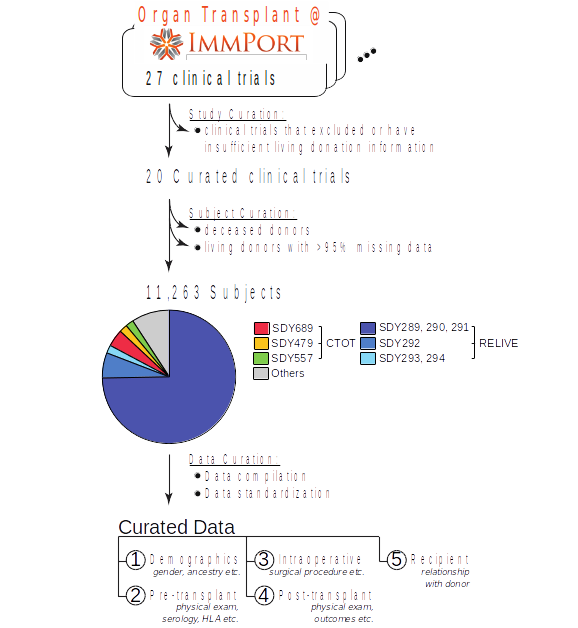 Organ Transplant @
IMMPORT
27 clinical trials
Study Curation:
clinical trials that excluded or have
insufficient living donation information
20 Curated clinical trials
Subject Curation:
deceased donors
living donors with >95% missing data
11,263 Subjects
SDY689
SDY479
SDY557
Others
CTOT
SDY289, 290, 291
SDY292
SDY293, 294
RELIVE
Data Curation:
Data compilation
Data standardization
Curated Data
1 Demographics
gender, ancestry etc.
2 Pre-transplant
physical exam,
serology, HLA etc.
3 Intraoperative
surgical procedure etc.
4 Post-transplant
physical exam,
outcomes etc.
5 Recipient
relationship
with donor